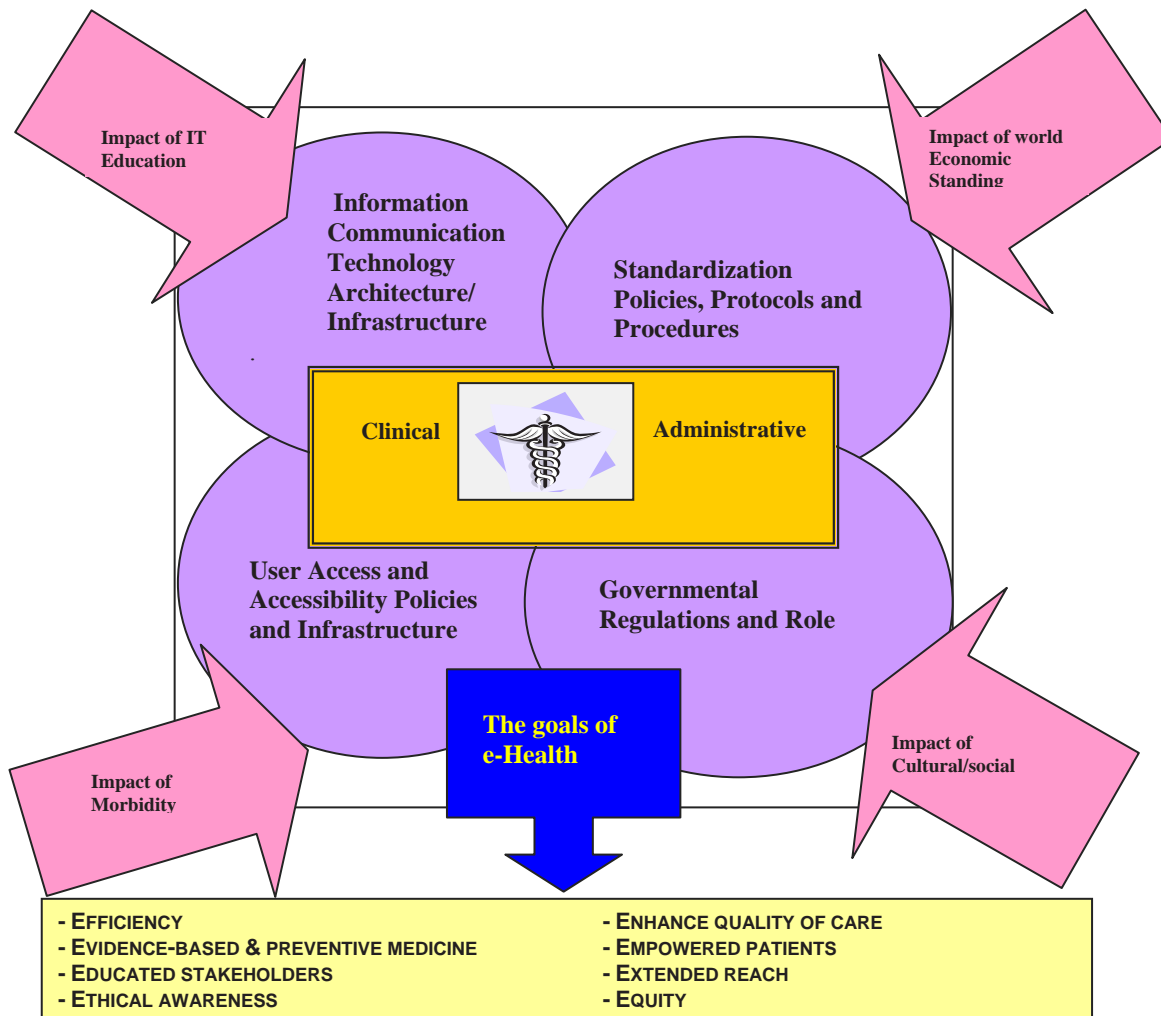 Impact of IT
Education
Impact of world
Economic
Standing
Information
Communication
Technology
Architecture/
Infrastructure
Standardization
Policies, Protocols and
Procedures
Clinical
Administrative
User Access and
Accessibility Policies
and Infrastructure
Governmental
Regulations and Role
The goals of
e-Health
Impact of
Morbidity
Impact of
Cultural/social
- EFFICIENCY
- EVIDENCE-BASED & PREVENTIVE MEDICINE
- EDUCATED STAKEHOLDERS
- ETHICAL AWARENESS
- ENHANCE QUALITY OF CARE
- EMPOWERED PATIENTS
- EXTENDED REACH
- EQUITY